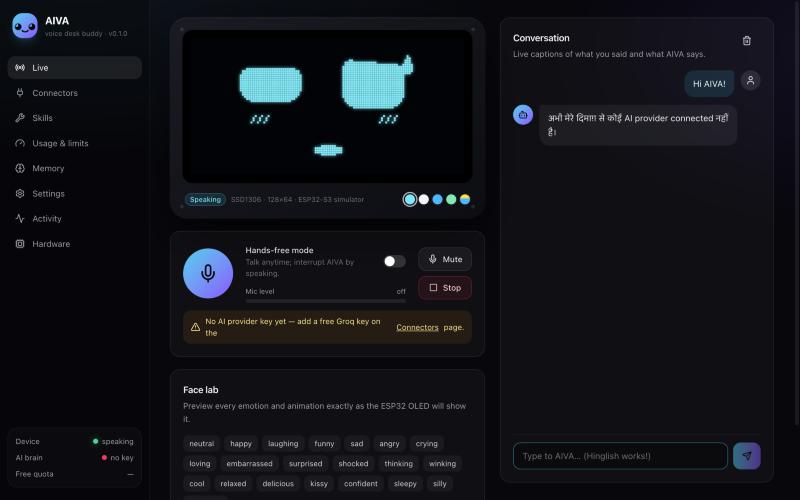 AIVA
voice desk buddy · v0.1.0
Live
Connectors
Skills
Usage & limits
Memory
Settings
Activity
Hardware
Device
speaking
AI brain
no key
Free quota
—
Speaking
SSD1306 · 128×64 · ESP32-S3 simulator
Hands-free mode
Talk anytime; interrupt AIVA by
speaking.
Mic level
off
Mute
Stop
No AI provider key yet — add a free Groq key on
the
Connectors page.
Face lab
Preview every emotion and animation exactly as the ESP32 OLED will show
it.
neutral happy laughing funny sad angry crying
loving embarrassed surprised shocked thinking winking
cool relaxed delicious kissy confident sleepy silly
Conversation
Live captions of what you said and what AIVA says.
Hi AIVA!
अभी मेरे से कोई AI provider connected नहीं
है।
Type to AIVA... (Hinglish works!)